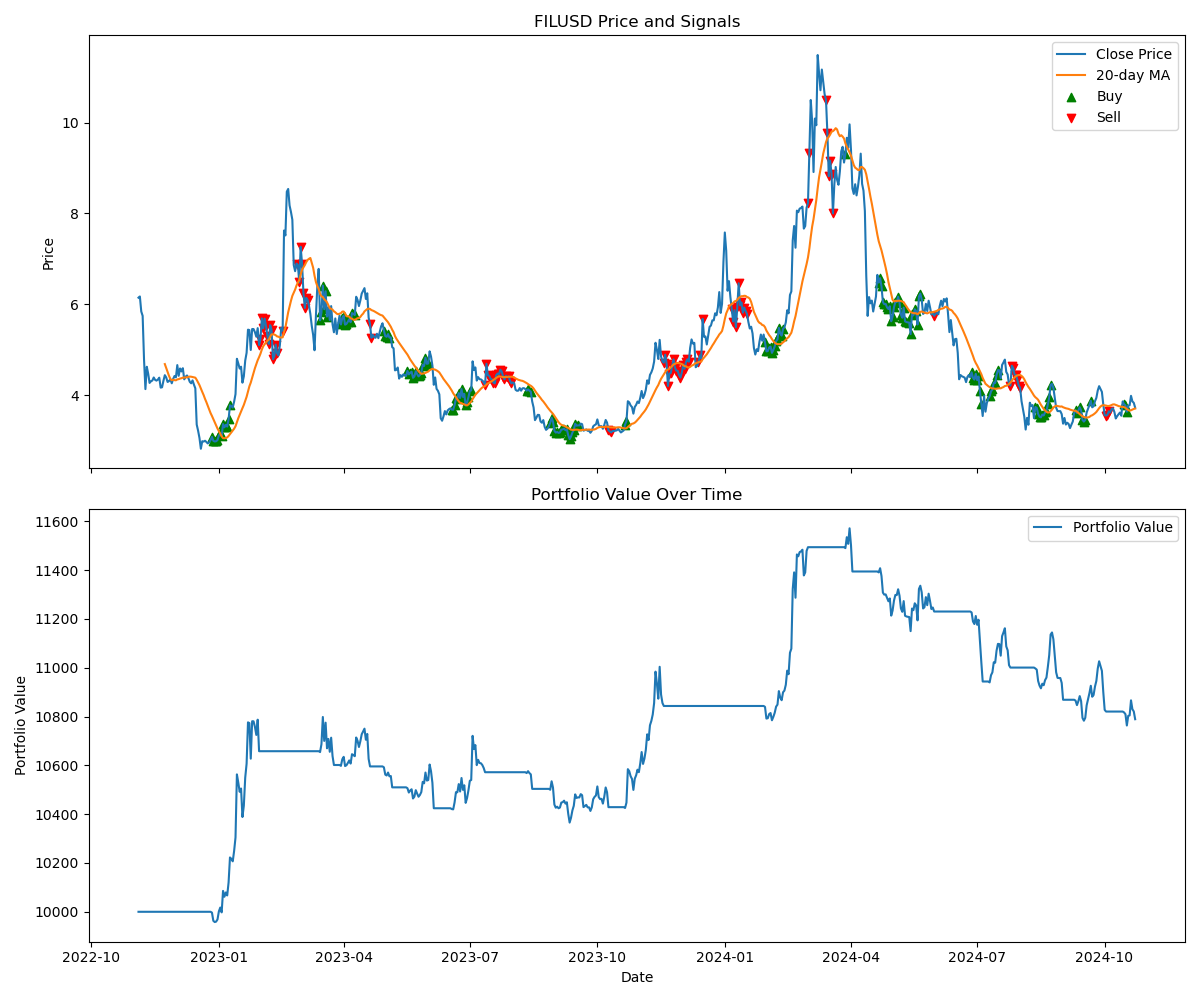 FILUSD Price and Signals
Close Price
20-day MA
Buy
Sell
Price
10
8
6
4
Portfolio Value Over Time
Portfolio Value
Portfolio Value
11600
11400
11200
11000
10800
10600
10400
10200
10000
2022-10 2023-01 2023-04 2023-07 2023-10 2024-01 2024-04 2024-07 2024-10
Date